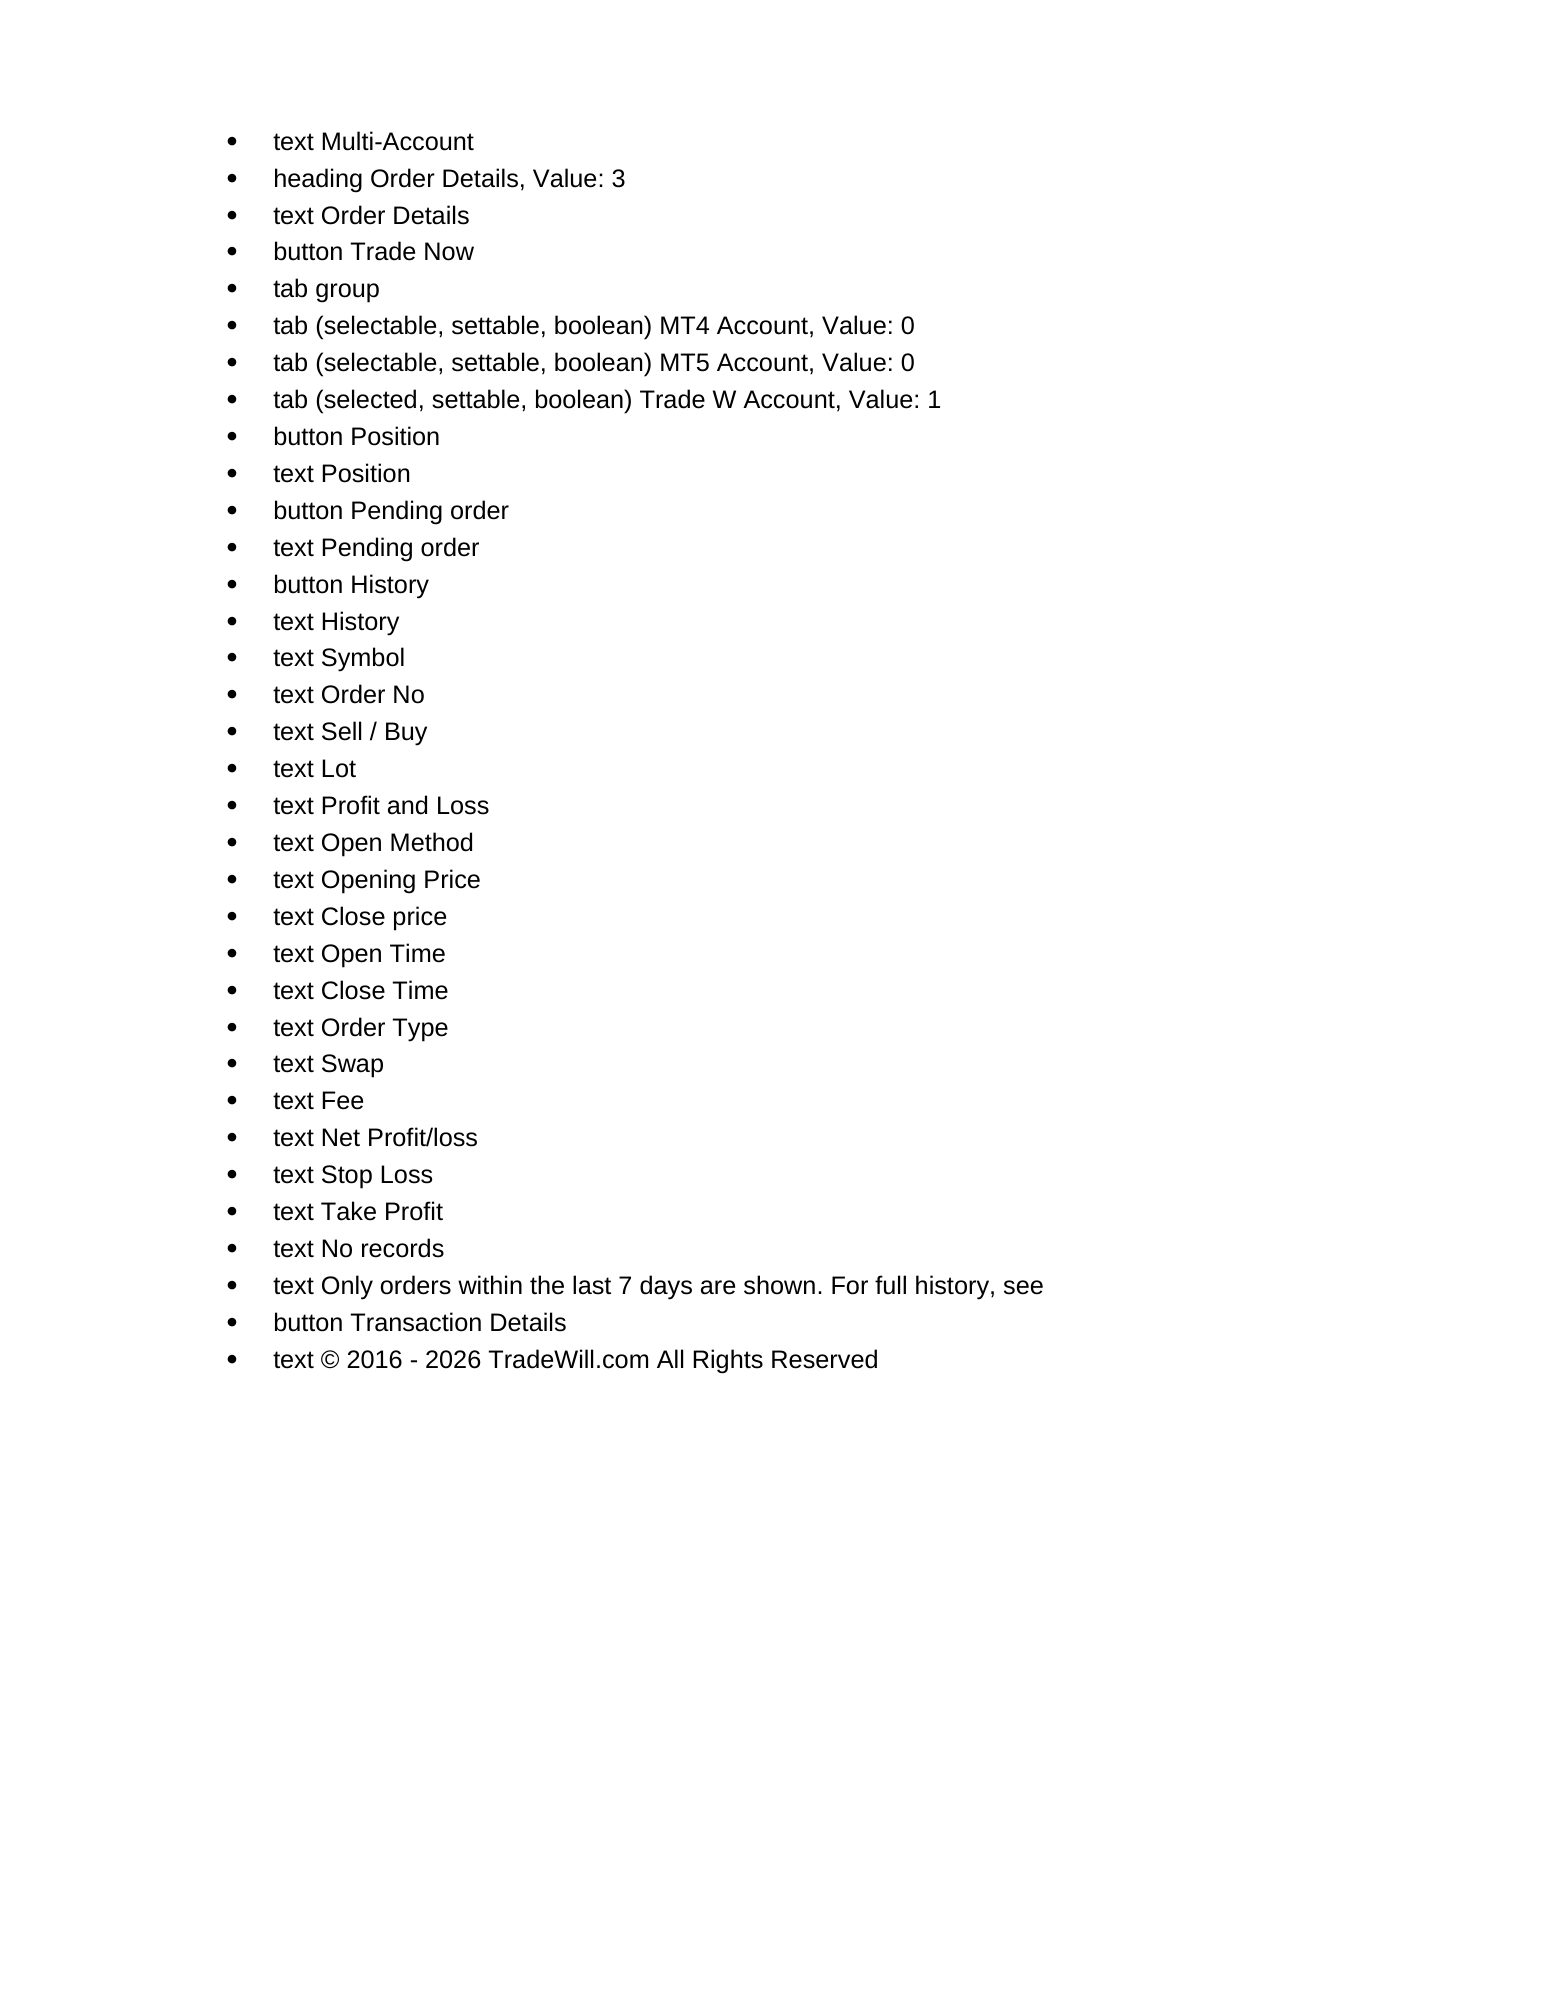 • text Multi-Account
• heading Order Details, Value: 3
• text Order Details
• button Trade Now
• tab group
• tab (selectable, settable, boolean) MT4 Account, Value: 0
• tab (selectable, settable, boolean) MT5 Account, Value: 0
• tab (selected, settable, boolean) Trade W Account, Value: 1
• button Position
• text Position
• button Pending order
• text Pending order
• button History
• text History
• text Symbol
• text Order No
• text Sell / Buy
• text Lot
• text Profit and Loss
• text Open Method
• text Opening Price
• text Close price
• text Open Time
• text Close Time
• text Order Type
• text Swap
• text Fee
• text Net Profit/loss
• text Stop Loss
• text Take Profit
• text No records
• text Only orders within the last 7 days are shown. For full history, see
• button Transaction Details
• text © 2016 - 2026 TradeWill.com All Rights Reserved